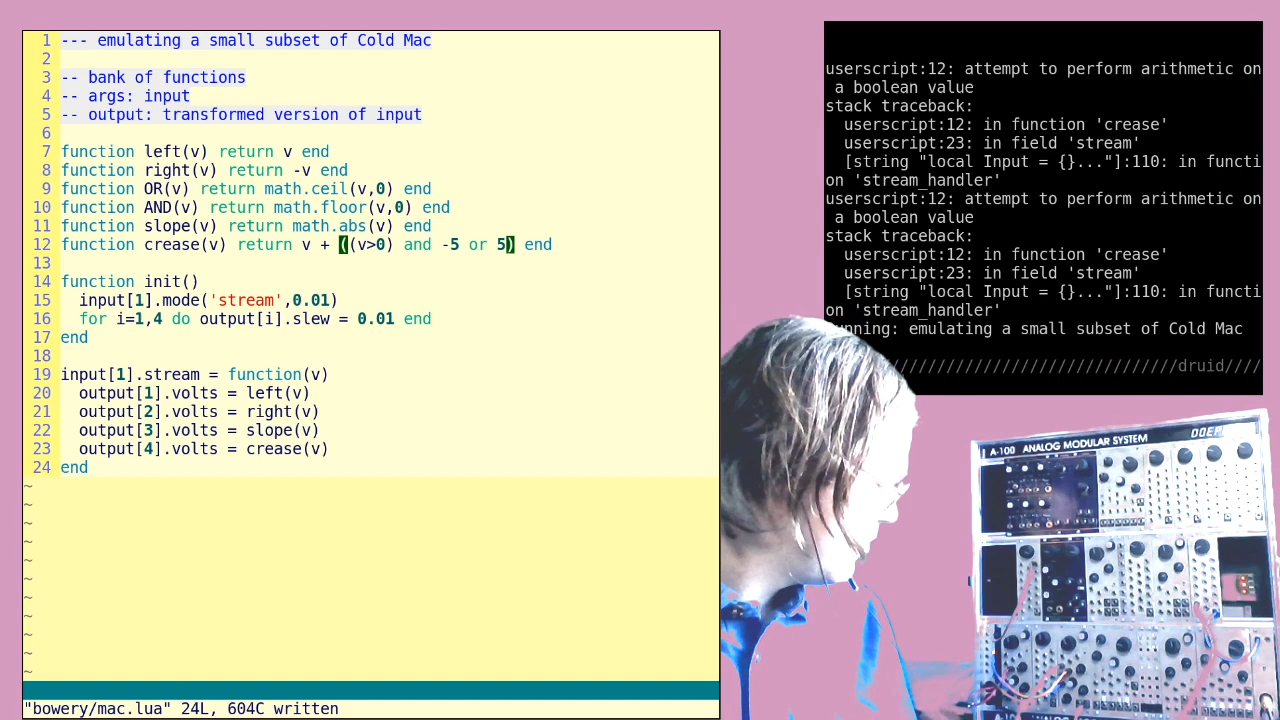 1 --- emulating a small subset of Cold Mac
2
3 -- bank of functions
4 -- args: input
5 -- output: transformed version of input
6
7 function left(v) return v end
8 function right(v) return -v end
9 function OR(v) return math.ceil(v,0) end
10 function AND(v) return math.floor(v,0) end
11 function slope(v) return math.abs(v) end
12 function crease(v) return v + ((v>0) and -5 or 5) end
13
14 function init()
15   input[1].mode('stream',0.01)
16   for i=1,4 do output[i].slew = 0.01 end
17 end
18
19 input[1].stream = function(v)
20   output[1].volts = left(v)
21   output[2].volts = right(v)
22   output[3].volts = slope(v)
23   output[4].volts = crease(v)
24 end
~
~
~
~
~
~
~
~
~
~
~
"bowery/mac.lua" 24L, 604C written
userscript:12: attempt to perform arithmetic on
 a boolean value
stack traceback:
  userscript:12: in function 'crease'
  userscript:23: in field 'stream'
  [string "local Input = {}..."]:110: in functi
on 'stream_handler'
userscript:12: attempt to perform arithmetic on
 a boolean value
stack traceback:
  userscript:12: in function 'crease'
  userscript:23: in field 'stream'
  [string "local Input = {}..."]:110: in functi
on 'stream_handler'
emulating a small subset of Cold Mac
//////////////////////////////druid////
A-100 ANALOG MODULAR SYSTEM